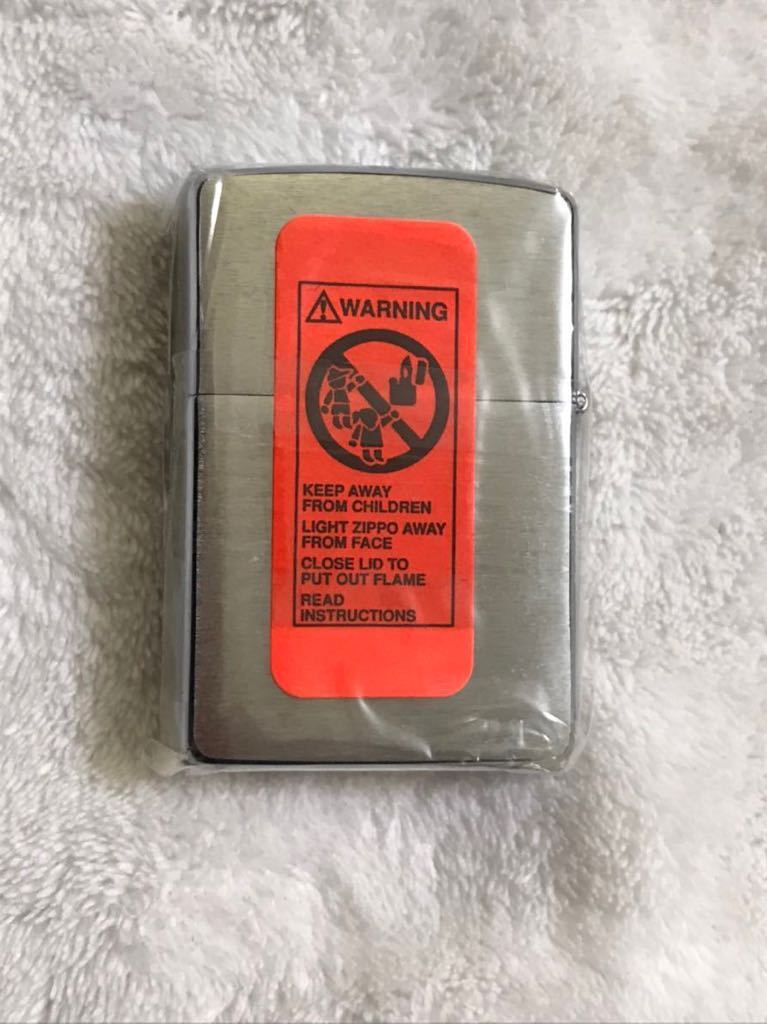 WARNING
KEEP AWAY
FROM CHILDREN
LIGHT ZIPPO AWAY
FROM FACE
CLOSE LID TO
PUT OUT FLAME
READ
INSTRUCTIONS